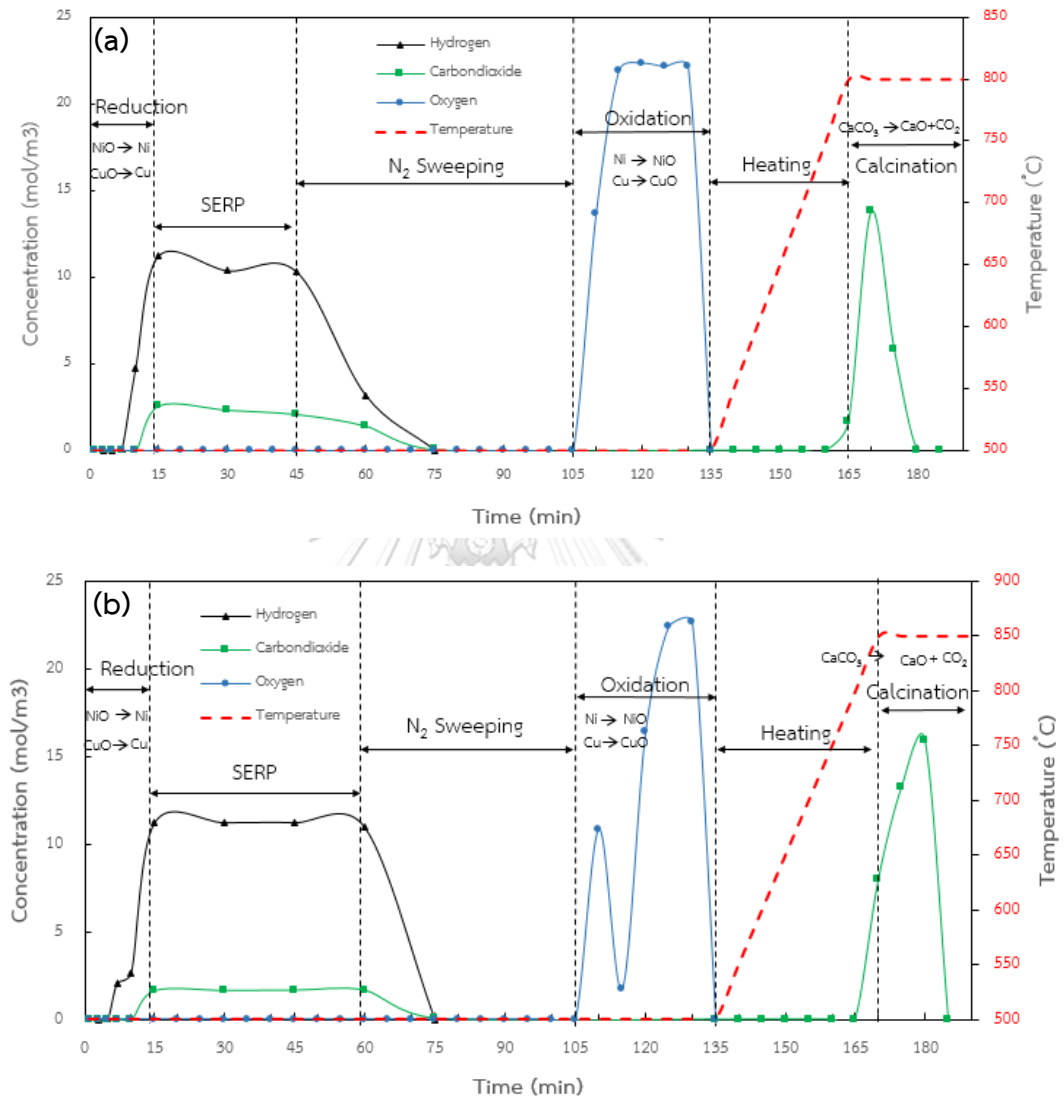 (a)
Hydrogen
Carbondiaxide
Oxygen
Temperature
Reduction
NiO → Ni
CuO → Cu
SERP
N2 Sweeping
Oxidation
Ni → NiO
Cu → CuO
Heating
CaCO3 → CaO+CO2
Calcination
Concentration (mol/m3)
25
20
15
10
5
0
850
800
750
700
650
600
550
500
Temperature (°C)
0 15 30 45 60 75 90 105 120 135 150 165 180
Time (min)
(b)
Hydrogen
Carbondiaxide
Oxygen
Temperature
Reduction
NiO → Ni
CuO → Cu
SERP
N2 Sweeping
Oxidation
Ni → NiO
Cu → CuO
Heating
CaCO3 → CaO + CO2
Calcination
Concentration (mol/m3)
25
20
15
10
5
0
900
850
800
750
700
650
600
550
500
Temperature (°C)
0 15 30 45 60 75 90 105 120 135 150 165 180
Time (min)